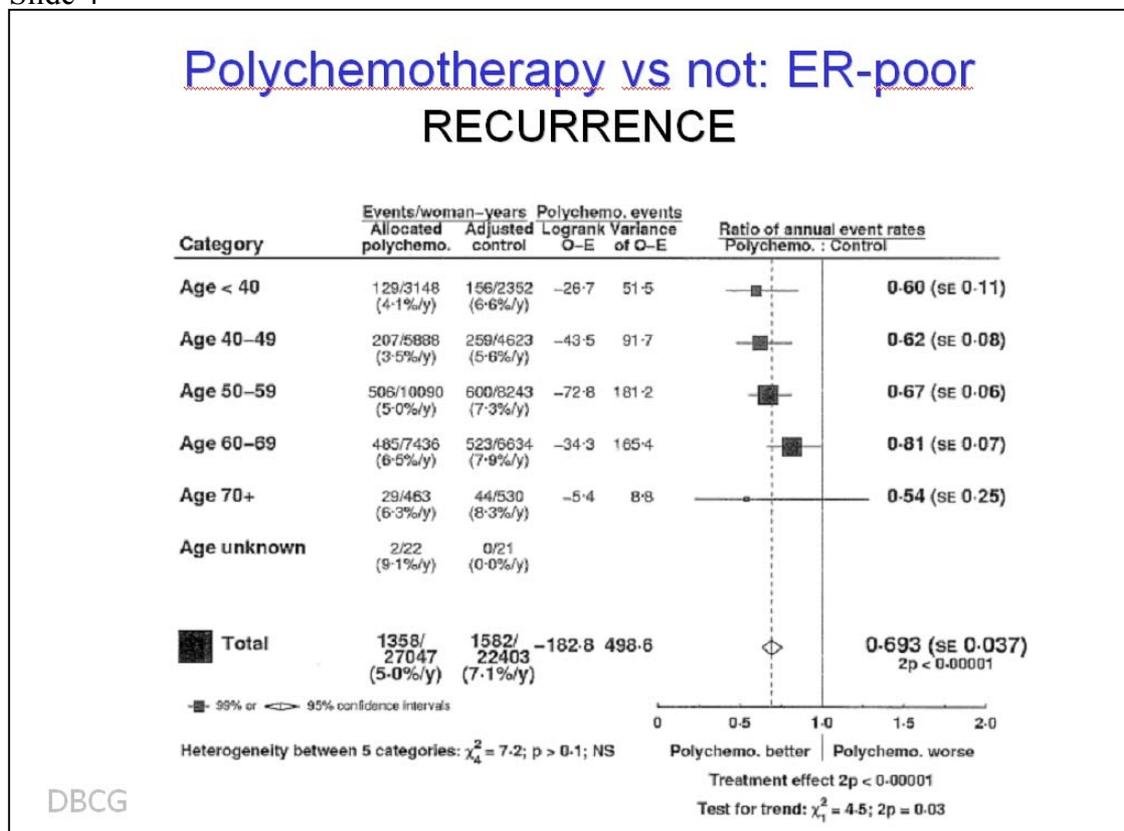 Polychemotherapy vs not: ER-poor
RECURRENCE
Events/woman-years Polychemo. events
Allocated Adjusted Logrank Variance Ratio of annual event rates
Category polychemo. control O-E of O-E Polychemo. : Control
Age < 40 129/3148 156/2352 -26·7 51·5 0·60 (SE 0·11)
(4·1%/y) (6·6%/y)
Age 40-49 207/5888 259/4623 -43·5 91·7 0·62 (SE 0·08)
(3·5%/y) (5·6%/y)
Age 50-59 506/10090 600/8243 -72·8 181·2 0·67 (SE 0·06)
(5·0%/y) (7·3%/y)
Age 60-69 485/7436 523/6634 -34·3 165·4 0·81 (SE 0·07)
(6·5%/y) (7·9%/y)
Age 70+ 29/463 44/530 -5·4 8·8 0·54 (SE 0·25)
(6·3%/y) (8·3%/y)
Age unknown 2/22 0/21
(9·1%/y) (0·0%/y)
Total 1358/ 1582/ -182·8 498·6 0·693 (SE 0·037)
27047 22403 2p < 0·00001
(5·0%/y) (7·1%/y)
99% or 95% confidence intervals
0 0·5 1·0 1·5 2·0
Heterogeneity between 5 categories: χ²₄ = 7·2; p > 0·1; NS Polychemo. better Polychemo. worse
Treatment effect 2p < 0·00001
Test for trend: χ²₁ = 4·5; 2p = 0·03
DBCG